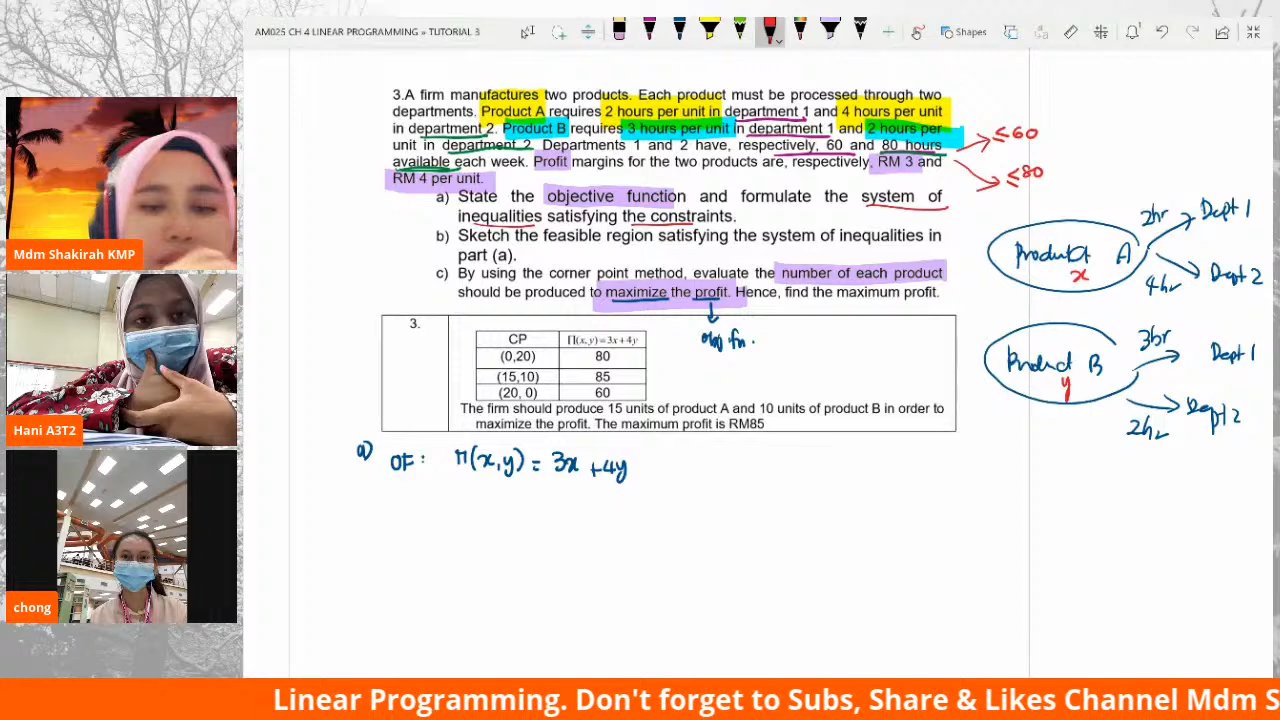 AM025 CH 4 LINEAR PROGRAMMING » TUTORIAL 3
Shapes
3.A firm manufactures two products. Each product must be processed through two
departments. Product A requires 2 hours per unit in department 1 and 4 hours per unit
in department 2. Product B requires 3 hours per unit in department 1 and 2 hours per
unit in department 2. Departments 1 and 2 have, respectively, 60 and 80 hours
available each week. Profit margins for the two products are, respectively, RM 3 and
RM 4 per unit.
a) State the objective function and formulate the system of
inequalities satisfying the constraints.
b) Sketch the feasible region satisfying the system of inequalities in
part (a).
c) By using the corner point method, evaluate the number of each product
should be produced to maximize the profit. Hence, find the maximum profit.
≤60
≤80
Product A
x
2hr
Dept 1
4hr
Dept 2
Product B
y
3hr
Dept 1
2hr
Dept 2
obj fn.
3.
CP ∏(x,y)=3x+4y
(0,20) 80
(15,10) 85
(20, 0) 60
The firm should produce 15 units of product A and 10 units of product B in order to
maximize the profit. The maximum profit is RM85
a) OF: π(x,y) = 3x + 4y
Mdm Shakirah KMP
Hani A3T2
chong
Linear Programming. Don't forget to Subs, Share & Likes Channel Mdm S